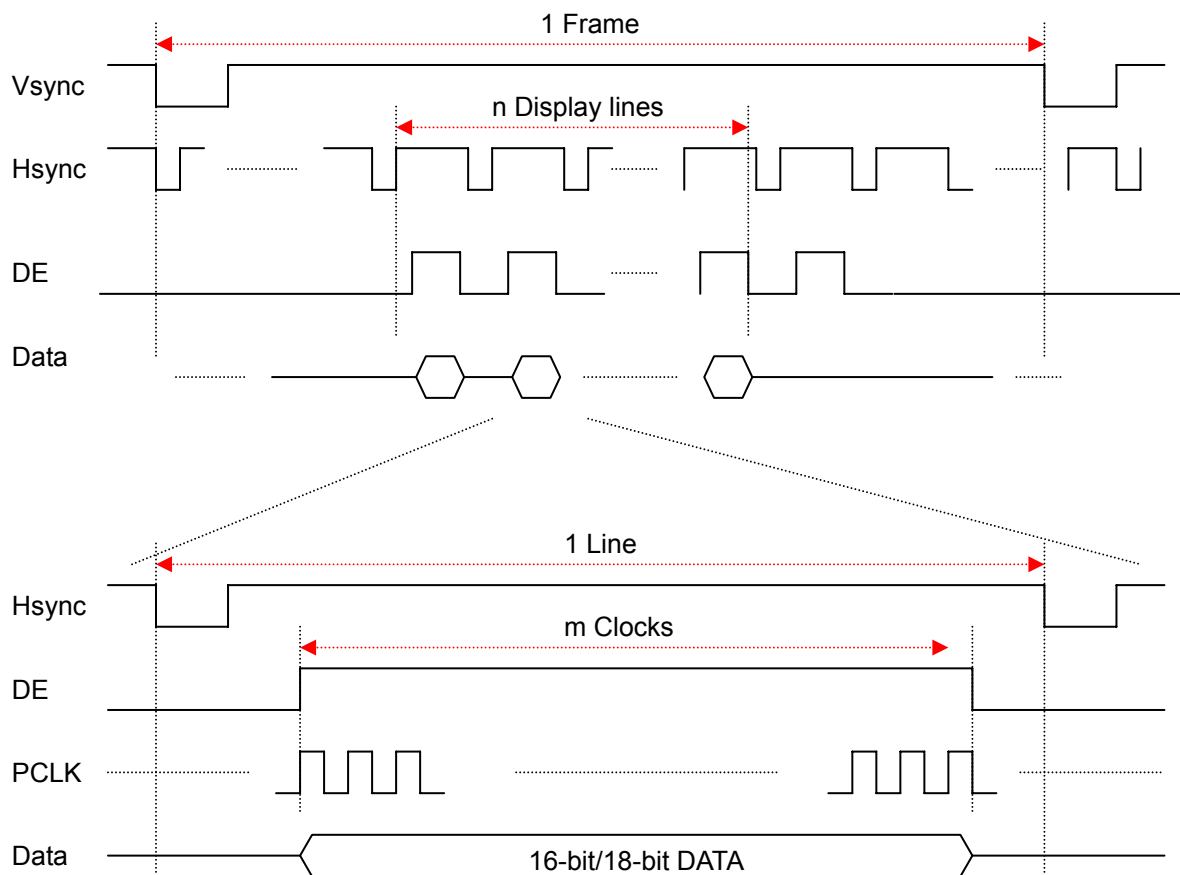 1 Frame
Vsync
n Display lines
Hsync
DE
Data
1 Line
Hsync
m Clocks
DE
PCLK
Data
16-bit/18-bit DATA